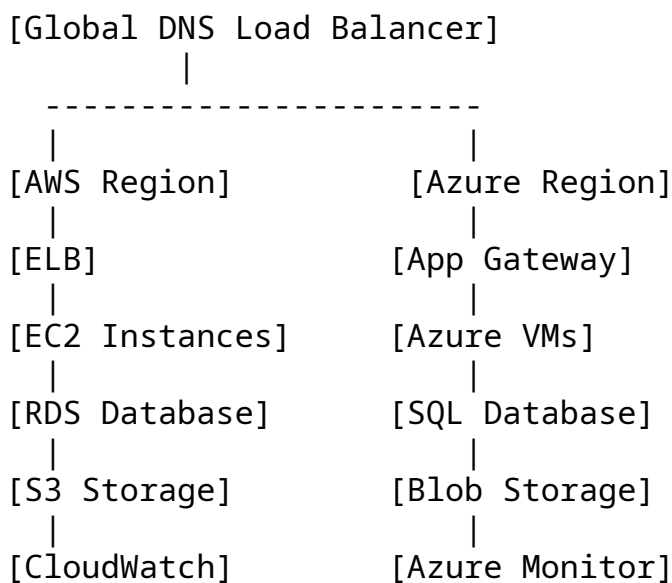 [Global DNS Load Balancer]
|
-----------------------
| |
[AWS Region] [Azure Region]
| |
[ELB] [App Gateway]
| |
[EC2 Instances] [Azure VMs]
| |
[RDS Database] [SQL Database]
| |
[S3 Storage] [Blob Storage]
| |
[CloudWatch] [Azure Monitor]